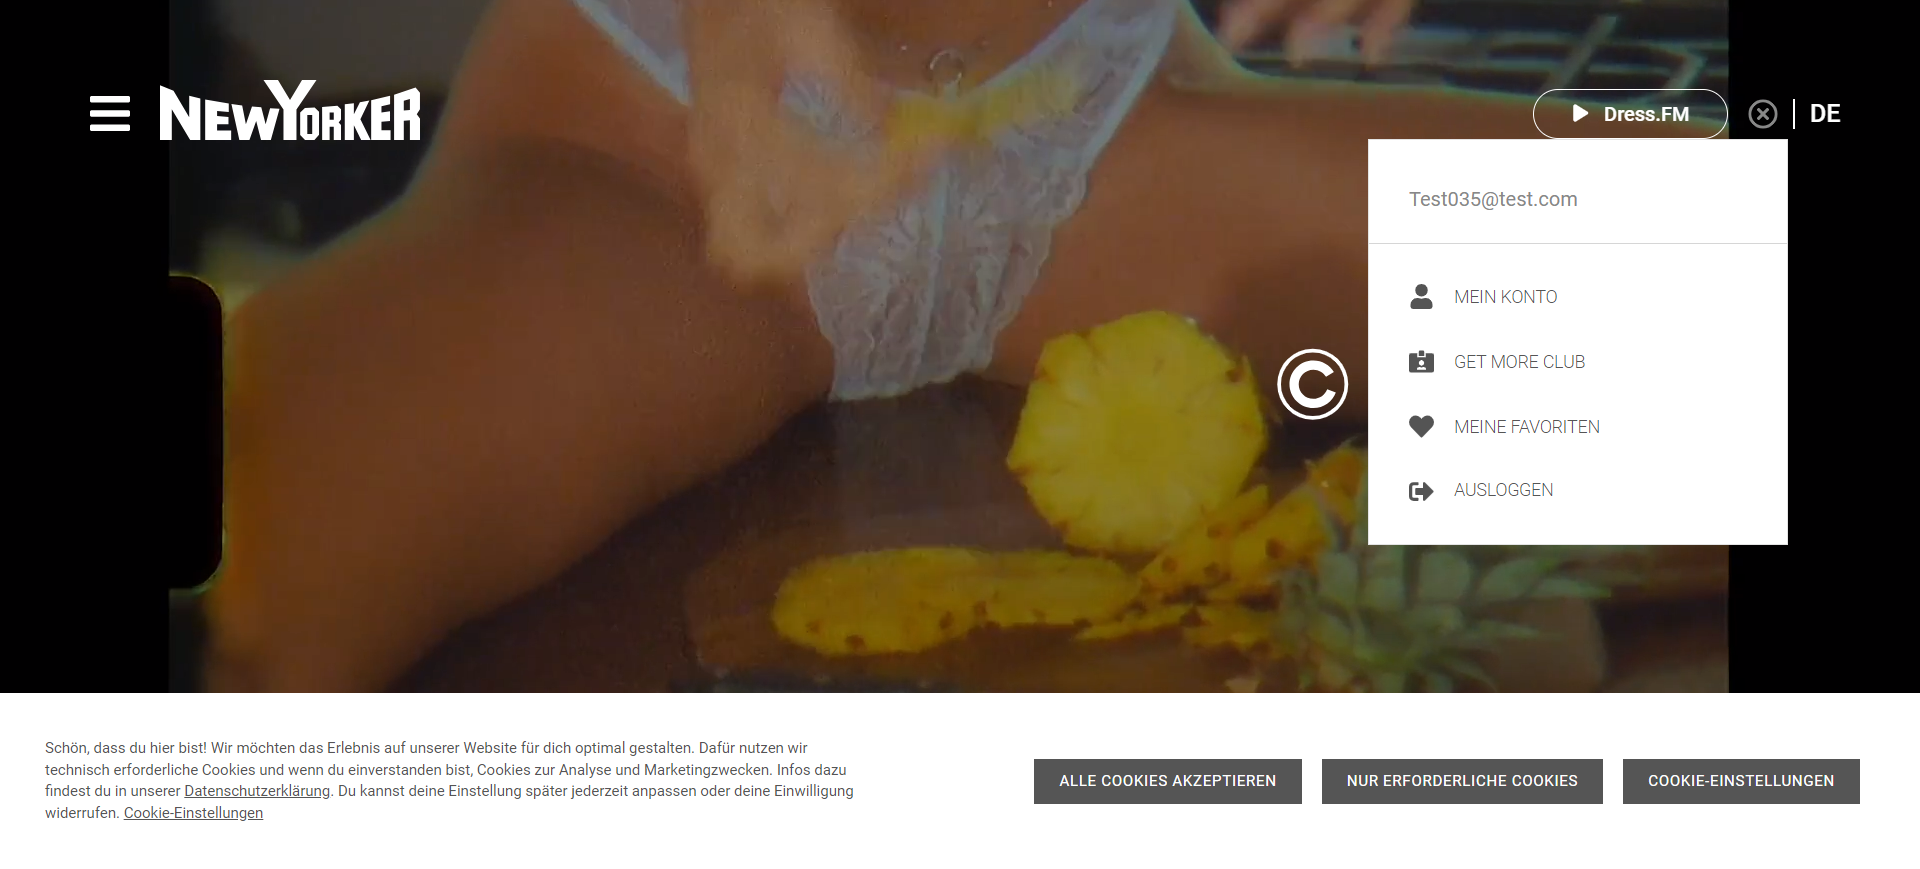 NEWYORKER
Dress.FM
DE
Test035@test.com
MEIN KONTO
GET MORE CLUB
©
MEINE FAVORITEN
AUSLOGGEN
Schön, dass du hier bist! Wir möchten das Erlebnis auf unserer Website für dich optimal gestalten. Dafür nutzen wir
technisch erforderliche Cookies und wenn du einverstanden bist, Cookies zur Analyse und Marketingzwecken. Infos dazu
findest du in unserer Datenschutzerklärung. Du kannst deine Einstellung später jederzeit anpassen oder deine Einwilligung
widerrufen. Cookie-Einstellungen
ALLE COOKIES AKZEPTIEREN
NUR ERFORDERLICHE COOKIES
COOKIE-EINSTELLUNGEN